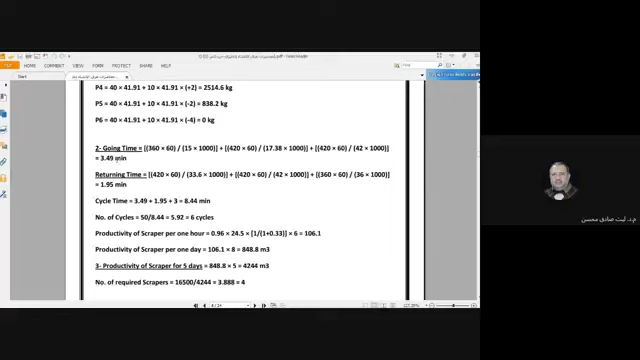 Start
HOME
VIEW
FORM
PROTECT
SHARE
HELP
Find
P4 = 40 × 41.91 + 10 × 41.91 × (+2) = 2514.6 kg
P5 = 40 × 41.91 + 10 × 41.91 × (-2) = 838.2 kg
P6 = 40 × 41.91 + 10 × 41.91 × (-4) = 0 kg
2- Going Time = [(360 × 60) / (15 × 1000)] + [(420 × 60) / (17.38 × 1000)] + [(420 × 60) / (42 × 1000)]
= 3.49 min
Returning Time = [(420 × 60) / (33.6 × 1000)] + [(420 × 60) / (42 × 1000)] + [(360 × 60) / (36 × 1000)]
= 1.95 min
Cycle Time = 3.49 + 1.95 + 3 = 8.44 min
No. of Cycles = 50/8.44 = 5.92 = 6 cycles
Productivity of Scraper per one hour = 0.96 × 24.5 × [1/(1+0.33)] × 6 = 106.1
Productivity of Scraper per one day = 106.1 × 8 = 848.8 m3
3- Productivity of Scraper for 5 days = 848.8 × 5 = 4244 m3
No. of required Scrapers = 16500/4244 = 3.888 = 4
م.د. ليث صادق محسن